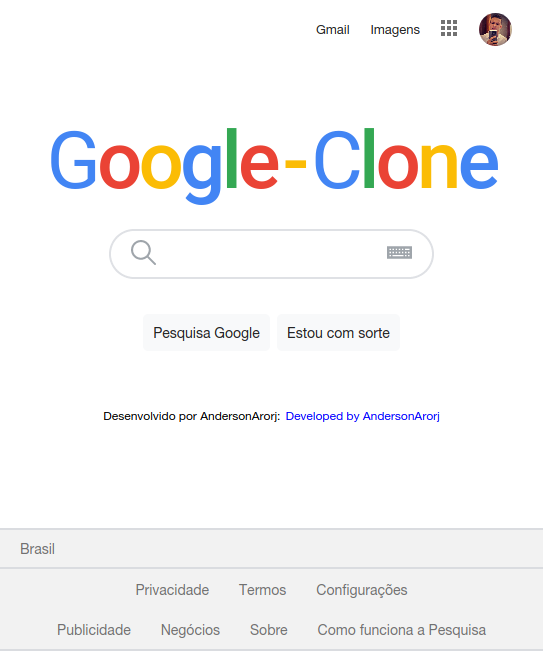 Gmail Imagens
Google-Clone
Pesquisa Google Estou com sorte
Desenvolvido por AndersonArorj: Developed by AndersonArorj
Brasil
Privacidade Termos Configurações
Publicidade Negócios Sobre Como funciona a Pesquisa